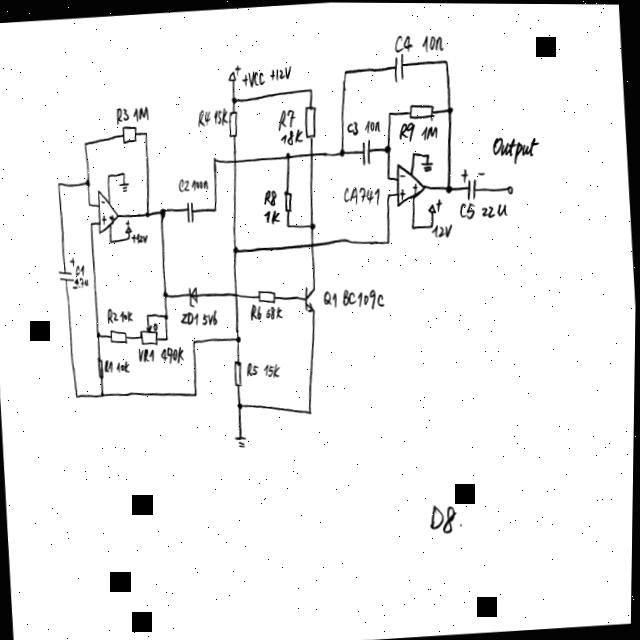 C4 10n
+ +VCC +12V
R3 1M
R4 15K
R7
18K
C3 10n
R9 1M
Output
C2 100n
R8
1K
CA741
+ -
C5 22u
+12V
+
12V
+
C1
4.7u
Q1 BC109C
R2 10K
ZD1 5V6
R6 68K
VR1 470K
R1 10K
R5 15K
D8.